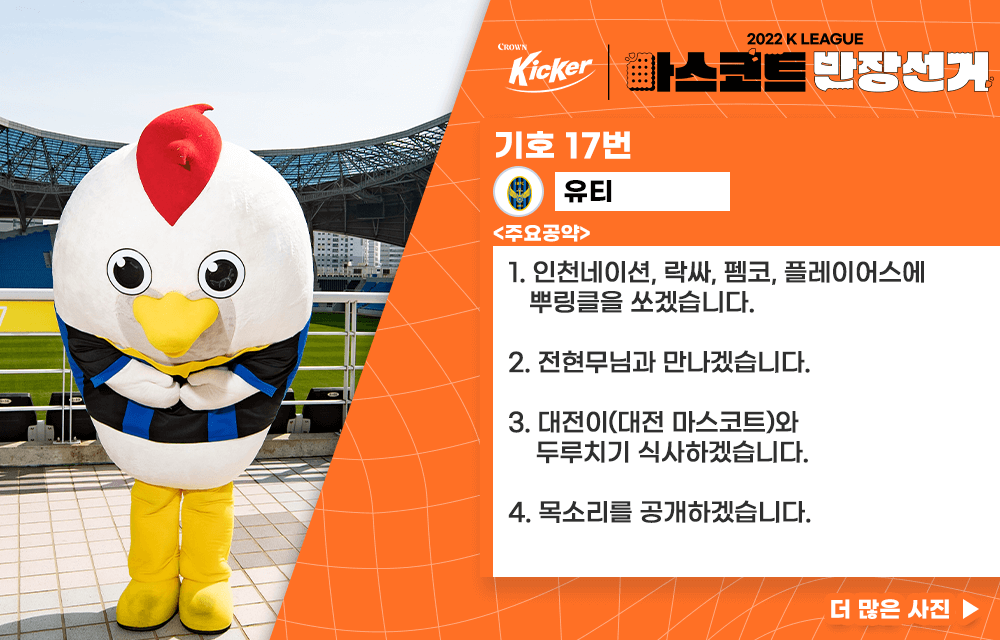 CROWN
Kicker
2022 K LEAGUE
마스코트 반장선거
기호 17번
유티
<주요공약>
1. 인천네이션, 락싸, 펨코, 플레이어스에
뿌링클을 쏘겠습니다.
2. 전현무님과 만나겠습니다.
3. 대전이(대전 마스코트)와
두루치기 식사하겠습니다.
4. 목소리를 공개하겠습니다.
더 많은 사진 ▶
7